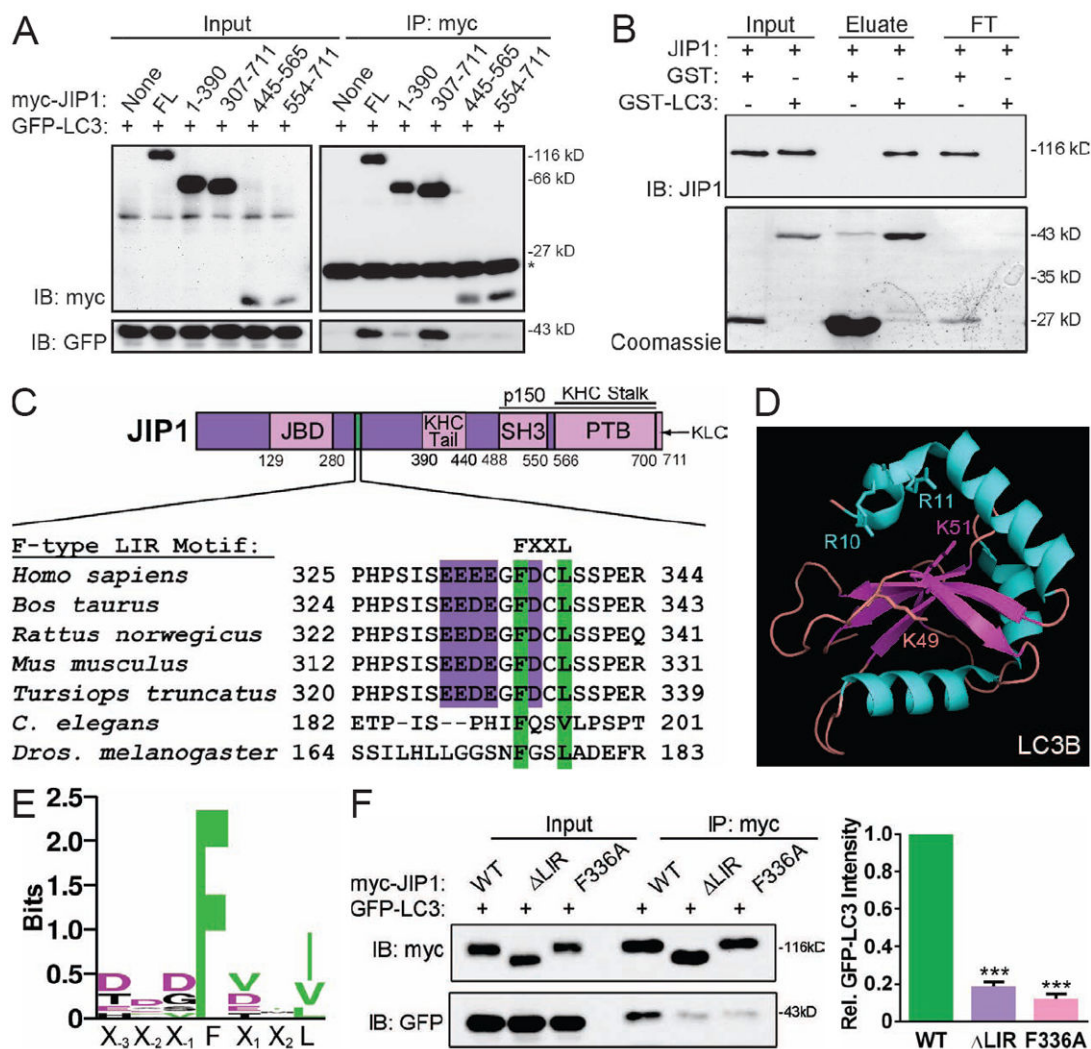 A
Input
IP: myc
myc-JIP1:
None
FL
1-390
307-711
445-565
554-711
None
FL
1-390
307-711
445-565
554-711
GFP-LC3: + + + + + + + + + + + +
-116 kD
-66 kD
-27 kD
*
IB: myc
-43 kD
IB: GFP
B
Input Eluate FT
JIP1: + + + + + +
GST: + - + - + -
GST-LC3: - + - + - +
-116 kD
IB: JIP1
-43 kD
-35 kD
-27 kD
Coomassie
C
p150 KHC Stalk
JIP1 JBD KHC Tail SH3 PTB KLC
129 280 390 440 488 550 566 700 711
F-type LIR Motif: FXXL
Homo sapiens 325 PHPSISEEEEGFDCLSSPER 344
Bos taurus 324 PHPSISEEDEGFDCLSSPER 343
Rattus norwegicus 322 PHPSISEEDEGFDCLSSPEQ 341
Mus musculus 312 PHPSISEEDEGFDCLSSPER 331
Tursiops truncatus 320 PHPSISEEDEGFDCLSSPER 339
C. elegans 182 ETP-IS--PHIFQSVLPSPT 201
Dros. melanogaster 164 SSILHLLGGSNFGSLADEFR 183
D
R11
R10
K51
K49
LC3B
E
Bits
2.5
2.0
1.5
1.0
0.5
0.0
X-3 X-2 X-1 F X1 X2 L
F
Input IP: myc
myc-JIP1: WT ΔLIR F336A WT ΔLIR F336A
GFP-LC3: + + + + + +
IB: myc
-116kD
IB: GFP
-43kD
Rel. GFP-LC3 Intensity
1.0
0.8
0.6
0.4
0.2
0
*** ***
WT ΔLIR F336A